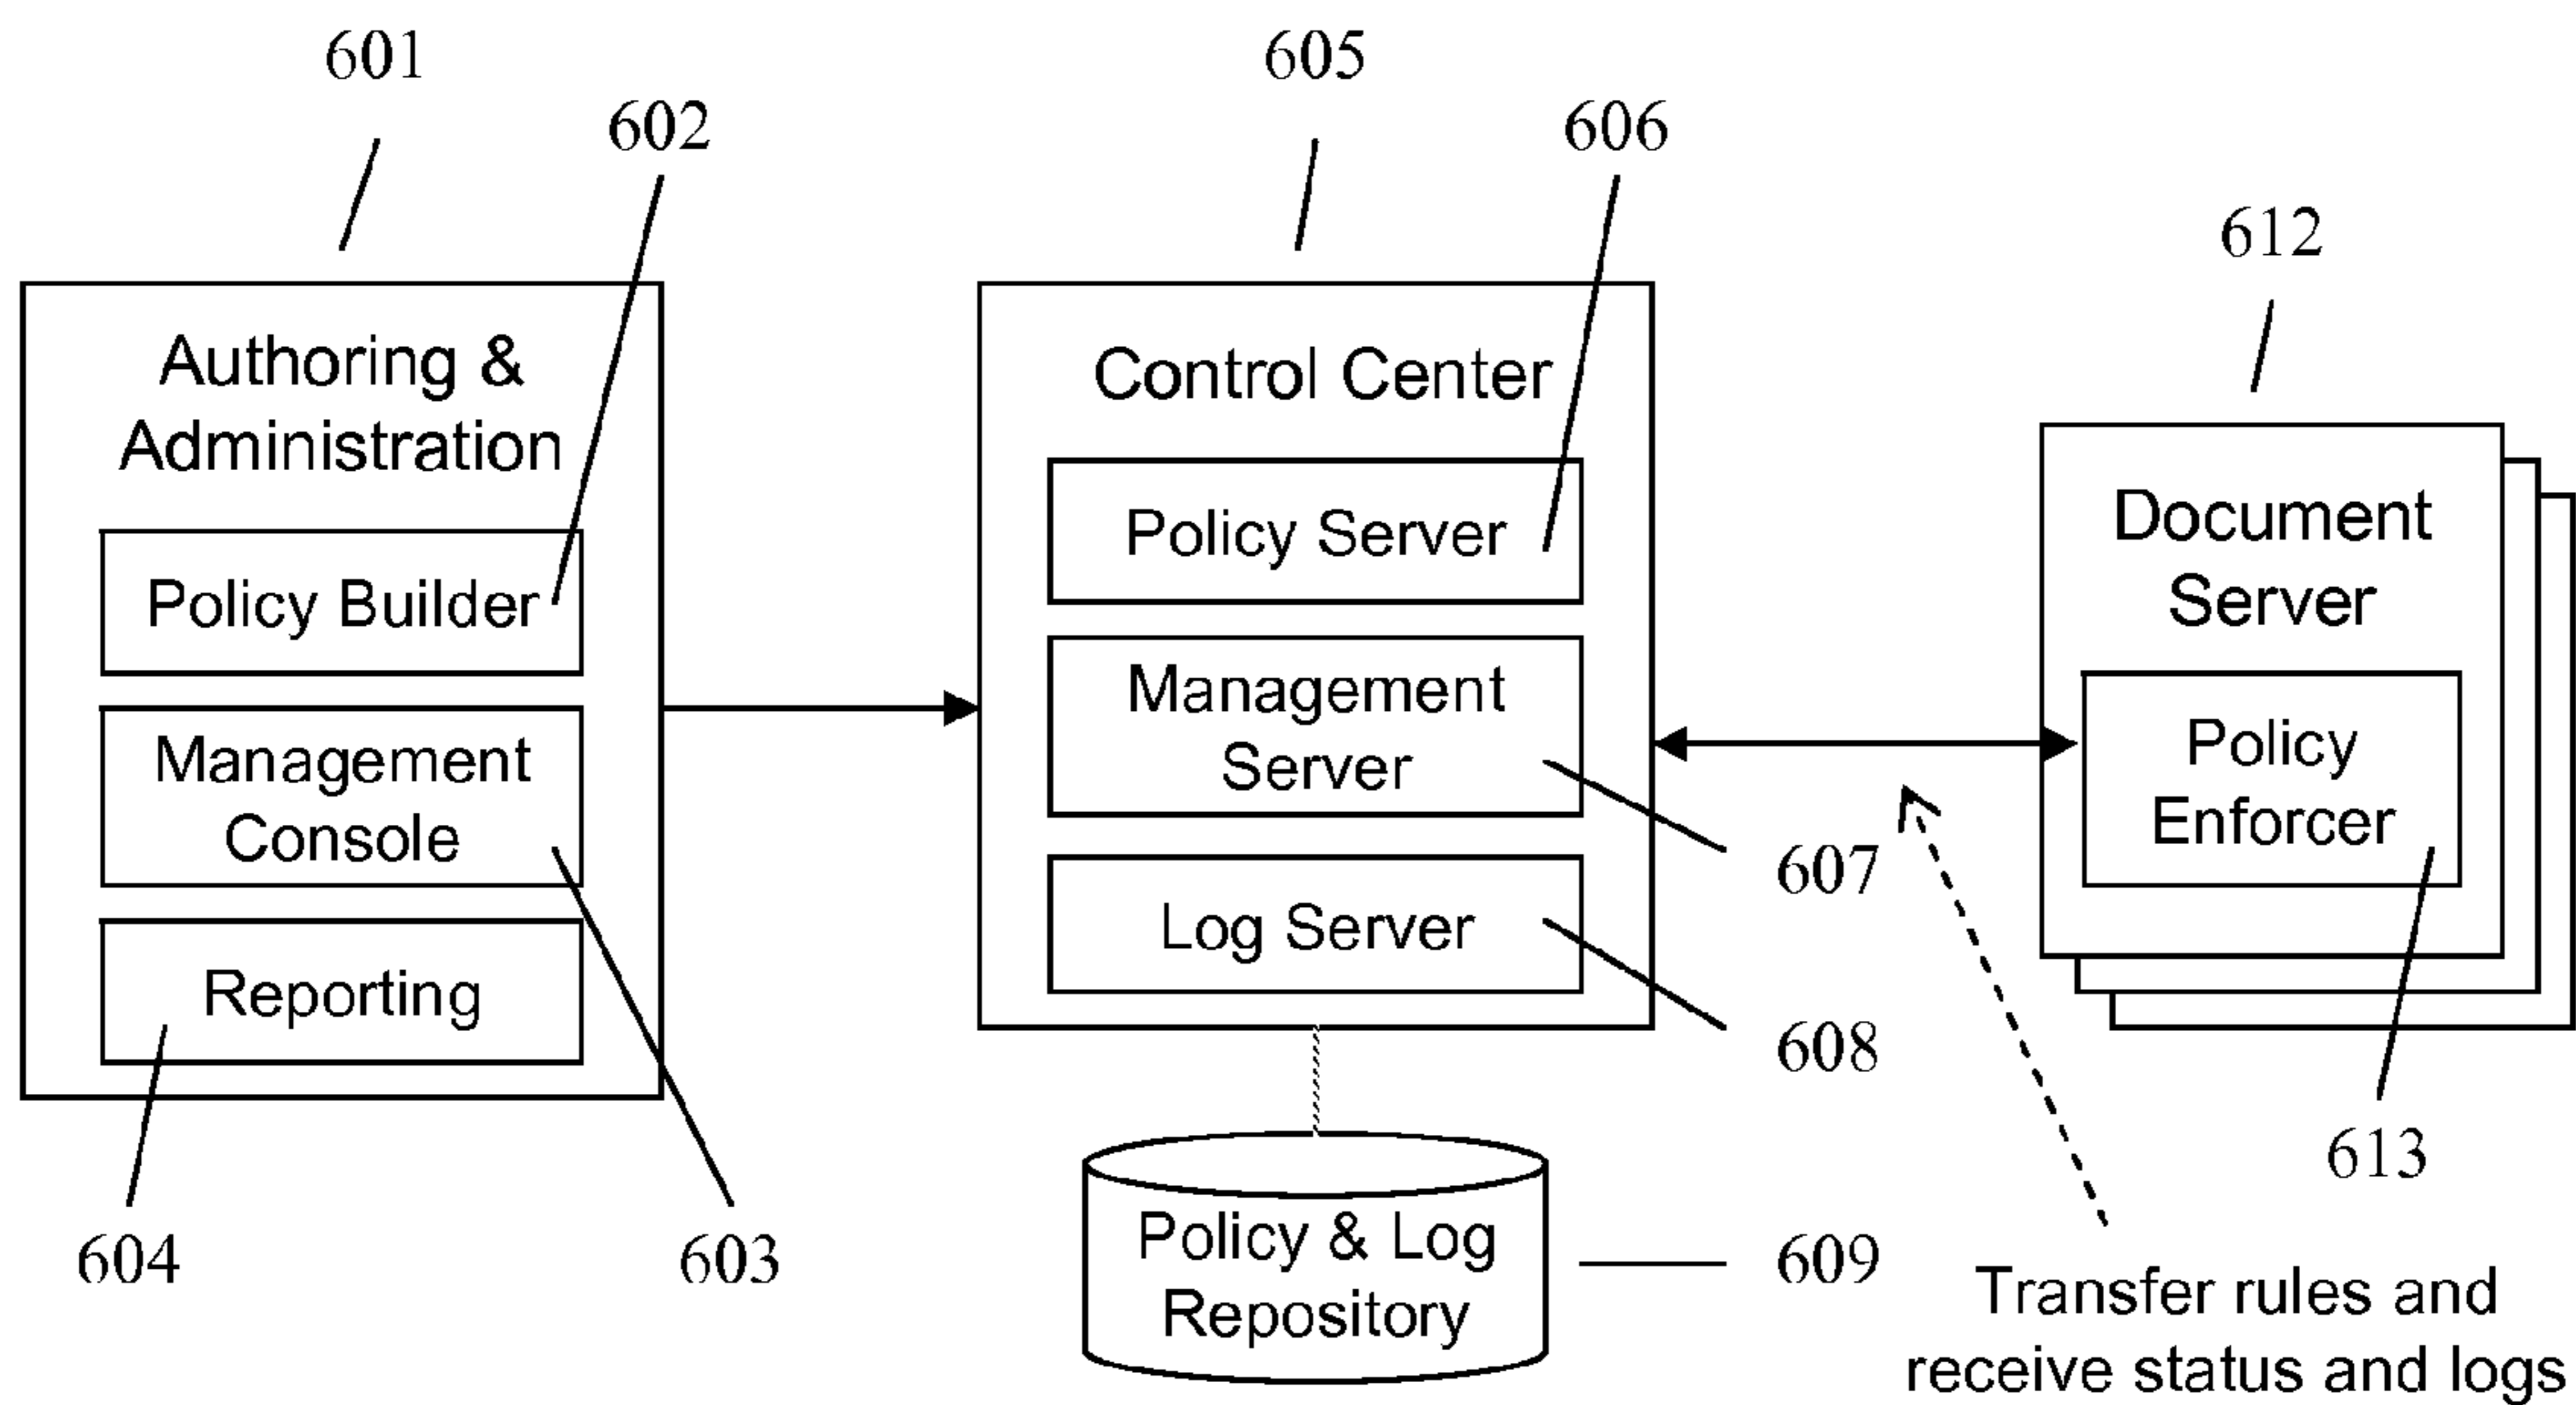 601
602
605
606
612
Authoring &
Administration
Policy Builder
Management
Console
Reporting
604
603
Control Center
Policy Server
Management
Server
Log Server
607
608
Policy & Log
Repository
609
Document
Server
Policy
Enforcer
613
Transfer rules and
receive status and logs